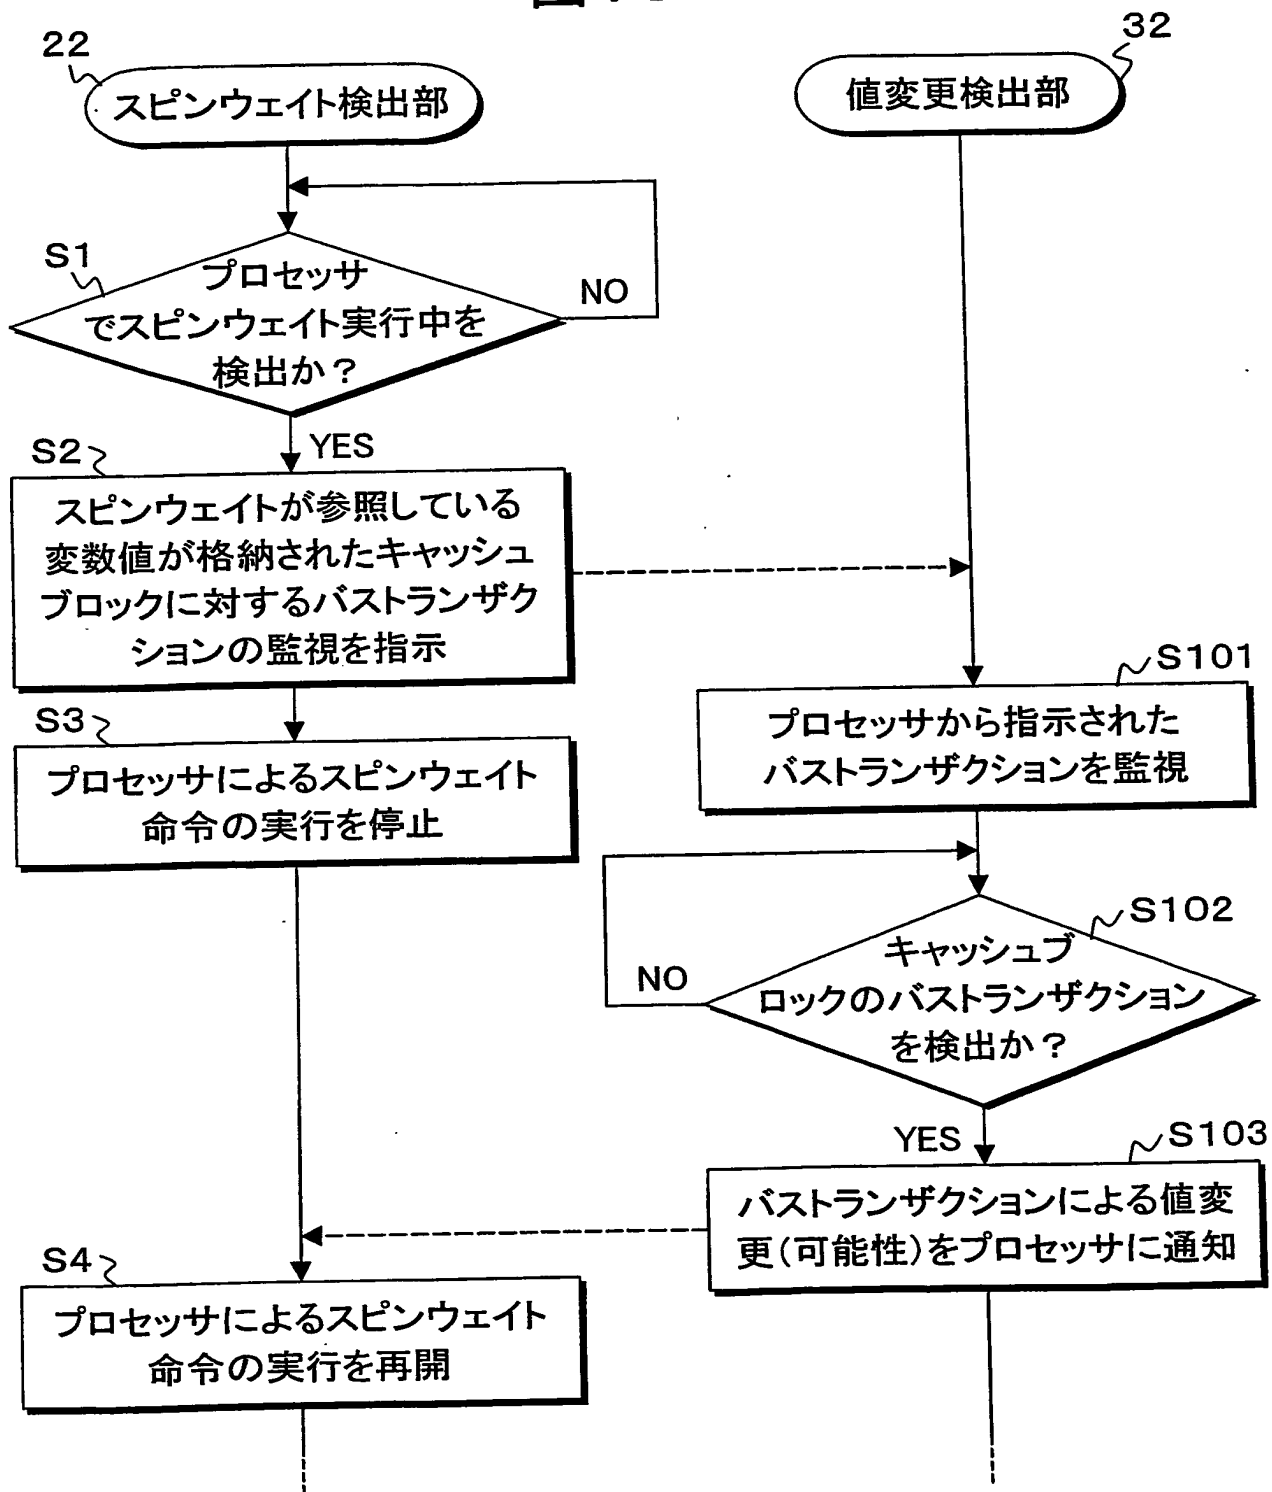 22
スピンウェイト検出部
32
値変更検出部
S1
プロセッサ
でスピンウェイト実行中を
検出か？
NO
YES
S2
スピンウェイトが参照している
変数値が格納されたキャッシュ
ブロックに対するバストランザク
ションの監視を指示
S3
プロセッサによるスピンウェイト
命令の実行を停止
S101
プロセッサから指示された
バストランザクションを監視
S102
キャッシュブ
ロックのバストランザクション
を検出か？
NO
YES
S103
バストランザクションによる値変
更(可能性)をプロセッサに通知
S4
プロセッサによるスピンウェイト
命令の実行を再開